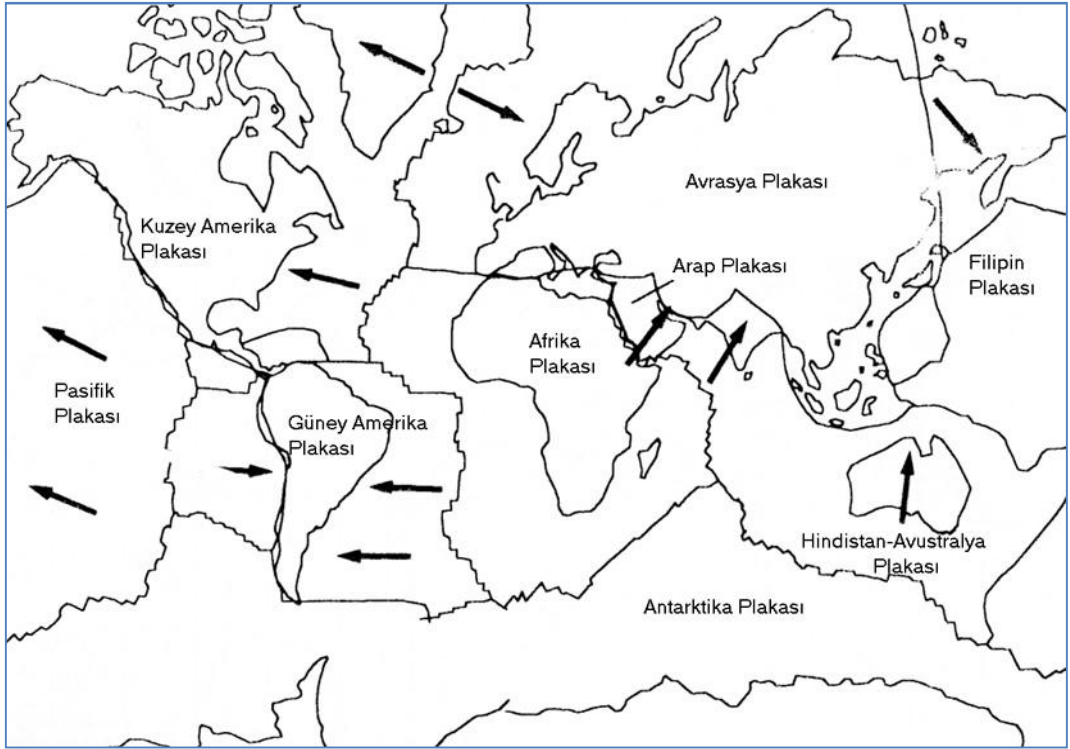 Avrasya Plakası
Kuzey Amerika
Plakası
Arap Plakası
Filipin
Plakası
Afrika
Plakası
Pasifik
Plakası
Güney Amerika
Plakası
Hindistan-Avustralya
Plakası
Antarktika Plakası